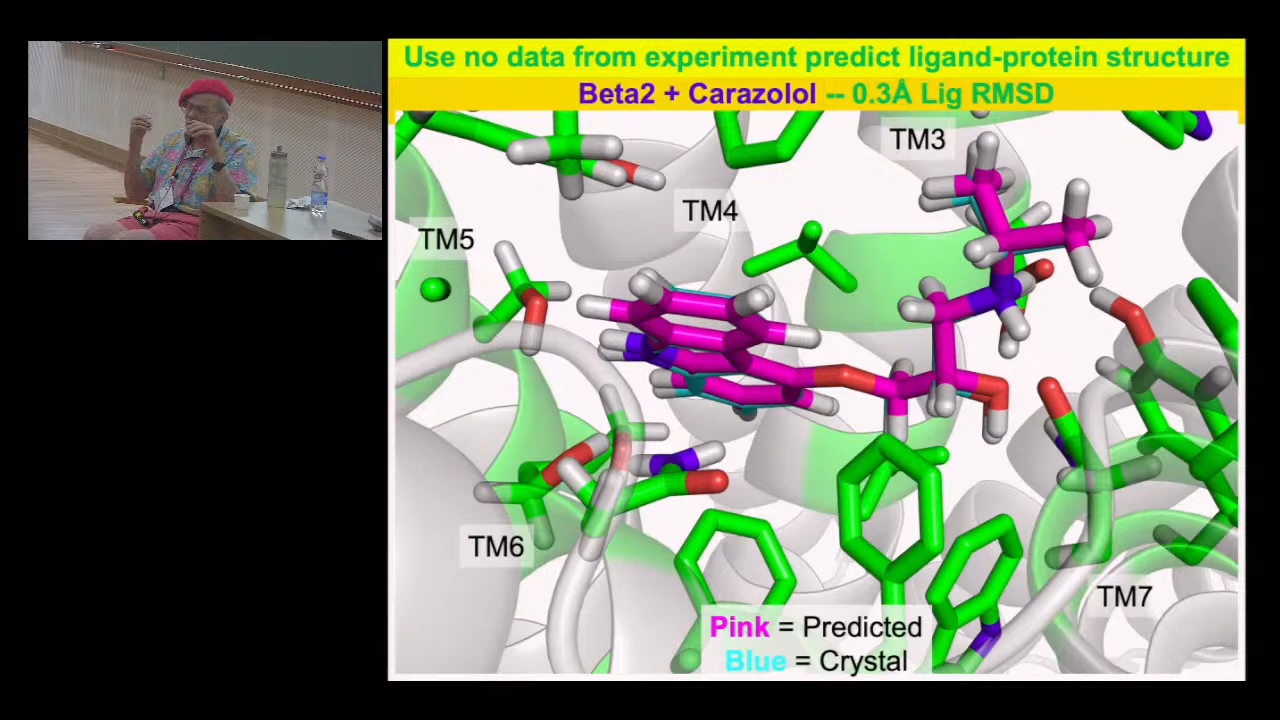 Use no data from experiment predict ligand-protein structure
Beta2 + Carazolol -- 0.3Å Lig RMSD
TM3
TM4
TM5
TM6
TM7
Pink = Predicted
Blue = Crystal